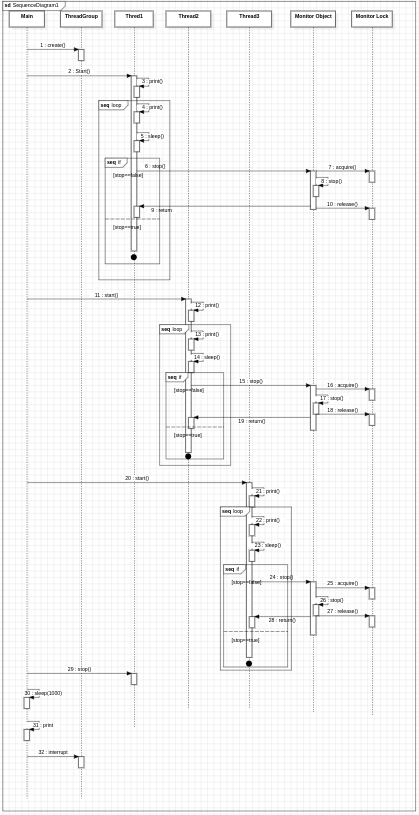 sd SequenceDiagram1
Main
ThreadGroup
Thred1
Thread2
Thread3
Monitor Object
Monitor Lock
1 : create()
2 : Start()
3 : print()
seq loop
4 : print()
5 : sleep()
seq if
6 : stop()
7 : acquire()
[stop==false]
8 : stop()
9 : return
10 : release()
[stop==true]
11 : start()
12 : print()
seq loop
13 : print()
14 : sleep()
seq if
15 : stop()
16 : acquire()
[stop==false]
17 : stop()
18 : release()
19 : return()
[stop==true]
20 : start()
21 : print()
seq loop
22 : print()
23 : sleep()
seq if
24 : stop()
25 : acquire()
[stop==false]
26 : stop()
27 : release()
28 : return()
[stop==true]
29 : stop()
30 : sleep(1000)
31 : print
32 : interrupt